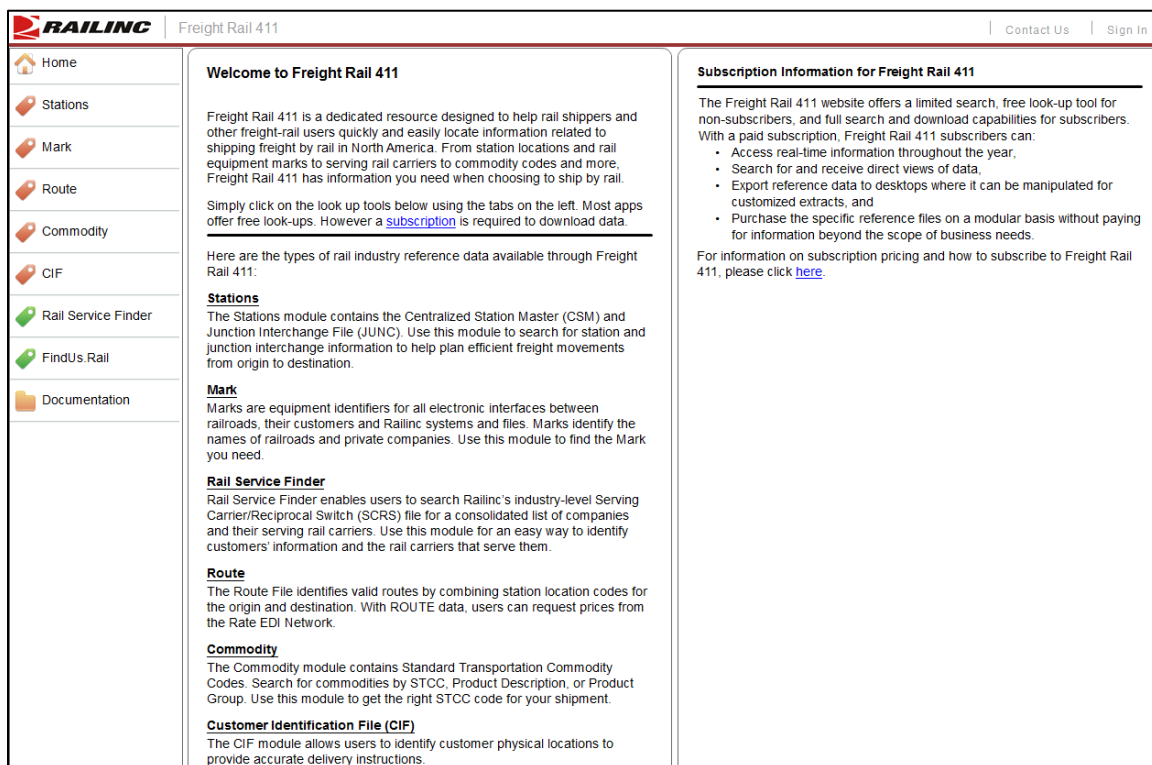 RAILINC
Freight Rail 411
Contact Us
Sign In
Home
Stations
Mark
Route
Commodity
CIF
Rail Service Finder
FindUs.Rail
Documentation
Welcome to Freight Rail 411
Freight Rail 411 is a dedicated resource designed to help rail shippers and
other freight-rail users quickly and easily locate information related to
shipping freight by rail in North America. From station locations and rail
equipment marks to serving rail carriers to commodity codes and more,
Freight Rail 411 has information you need when choosing to ship by rail.
Simply click on the look up tools below using the tabs on the left. Most apps
offer free look-ups. However a subscription is required to download data.
Here are the types of rail industry reference data available through Freight
Rail 411:
Stations
The Stations module contains the Centralized Station Master (CSM) and
Junction Interchange File (JUNC). Use this module to search for station and
junction interchange information to help plan efficient freight movements
from origin to destination.
Mark
Marks are equipment identifiers for all electronic interfaces between
railroads, their customers and Railinc systems and files. Marks identify the
names of railroads and private companies. Use this module to find the Mark
you need.
Rail Service Finder
Rail Service Finder enables users to search Railinc's industry-level Serving
Carrier/Reciprocal Switch (SCRS) file for a consolidated list of companies
and their serving rail carriers. Use this module for an easy way to identify
customers' information and the rail carriers that serve them.
Route
The Route File identifies valid routes by combining station location codes for
the origin and destination. With ROUTE data, users can request prices from
the Rate EDI Network.
Commodity
The Commodity module contains Standard Transportation Commodity
Codes. Search for commodities by STCC, Product Description, or Product
Group. Use this module to get the right STCC code for your shipment.
Customer Identification File (CIF)
The CIF module allows users to identify customer physical locations to
provide accurate delivery instructions.
Subscription Information for Freight Rail 411
The Freight Rail 411 website offers a limited search, free look-up tool for
non-subscribers, and full search and download capabilities for subscribers.
With a paid subscription, Freight Rail 411 subscribers can:
• Access real-time information throughout the year,
• Search for and receive direct views of data,
• Export reference data to desktops where it can be manipulated for
customized extracts, and
• Purchase the specific reference files on a modular basis without paying
for information beyond the scope of business needs.
For information on subscription pricing and how to subscribe to Freight Rail
411, please click here.